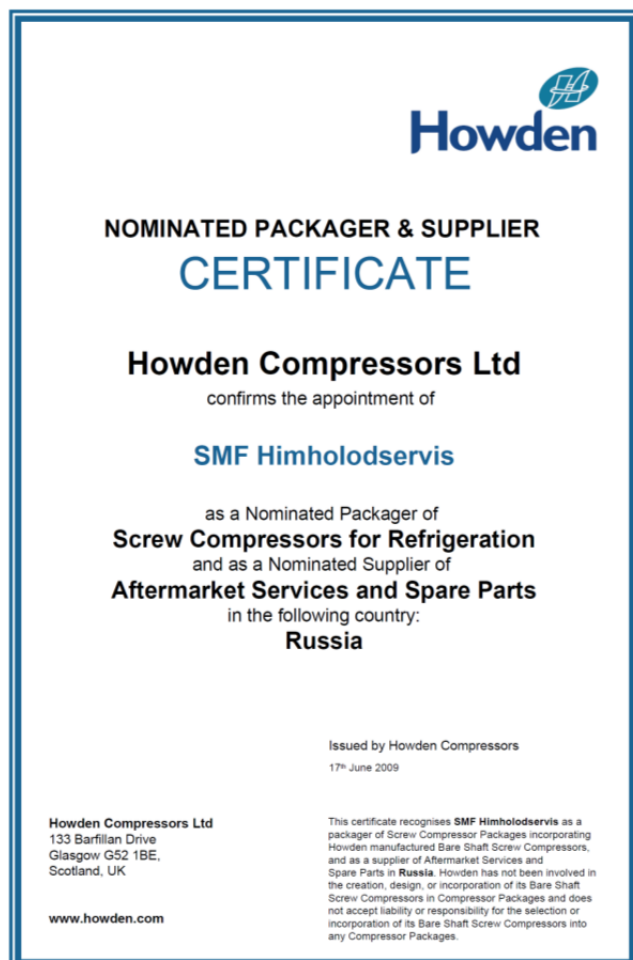 Howden
NOMINATED PACKAGER & SUPPLIER
CERTIFICATE
Howden Compressors Ltd
confirms the appointment of
SMF Himholodservis
as a Nominated Packager of
Screw Compressors for Refrigeration
and as a Nominated Supplier of
Aftermarket Services and Spare Parts
in the following country:
Russia
Issued by Howden Compressors
17th June 2009
Howden Compressors Ltd
133 Barfillan Drive
Glasgow G52 1BE,
Scotland, UK
www.howden.com
This certificate recognises SMF Himholodservis as a
packager of Screw Compressor Packages incorporating
Howden manufactured Bare Shaft Screw Compressors,
and as a supplier of Aftermarket Services and
Spare Parts in Russia. Howden has not been involved in
the creation, design, or incorporation of its Bare Shaft
Screw Compressors in Compressor Packages and does
not accept liability or responsibility for the selection or
incorporation of its Bare Shaft Screw Compressors into
any Compressor Packages.